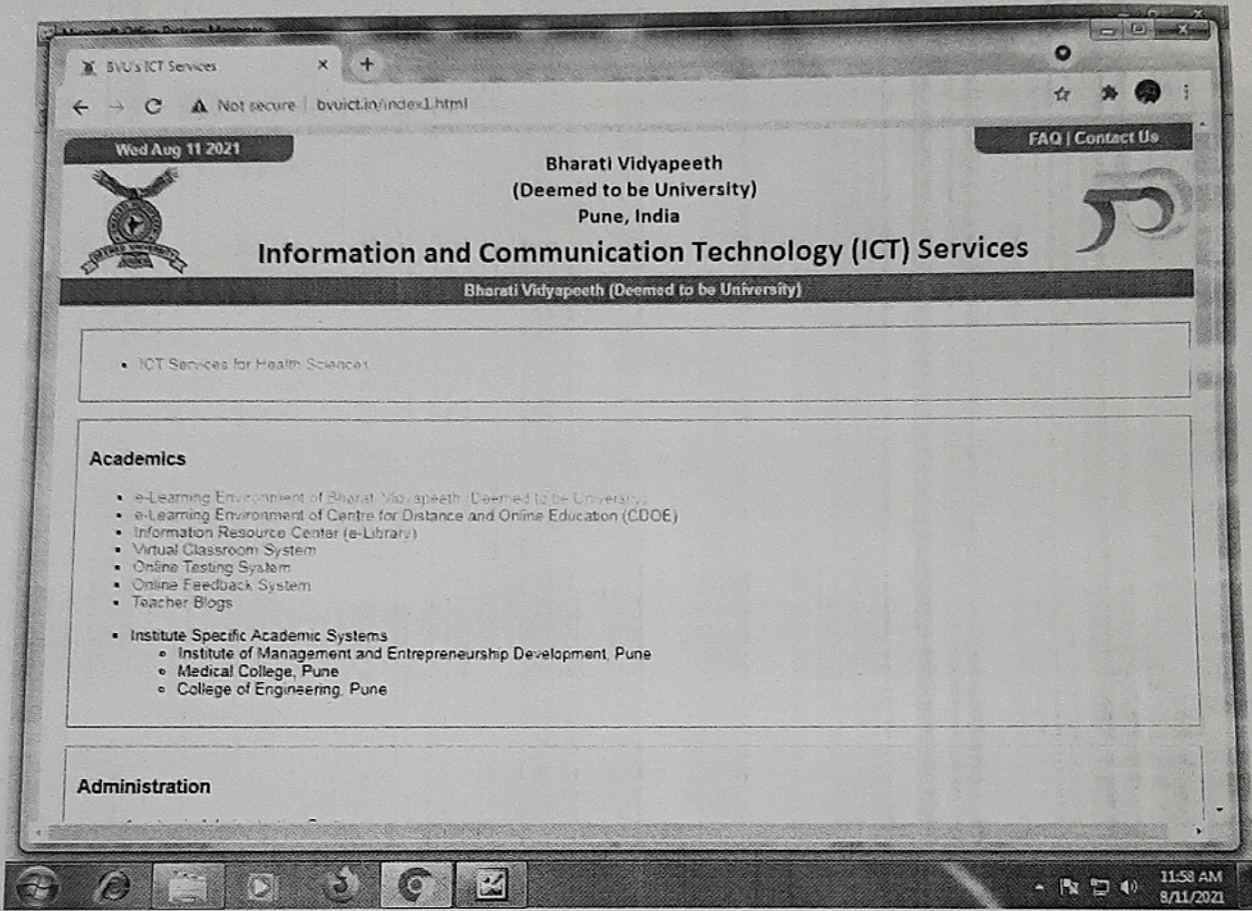 BVU's ICT Services
Not secure | bvuict.in/index1.html
Wed Aug 11 2021
FAQ | Contact Us
Bharati Vidyapeeth
(Deemed to be University)
Pune, India
Information and Communication Technology (ICT) Services
Bharati Vidyapeeth (Deemed to be University)
• ICT Services for Health Sciences
Academics
• e-Learning Environment of Bharati Vidyapeeth (Deemed to be University)
• e-Learning Environment of Centre for Distance and Online Education (CDOE)
• Information Resource Center (e-Library)
• Virtual Classroom System
• Online Testing System
• Online Feedback System
• Teacher Blogs
• Institute Specific Academic Systems
Institute of Management and Entrepreneurship Development, Pune
Medical College, Pune
College of Engineering, Pune
Administration
11:58 AM
8/11/2021